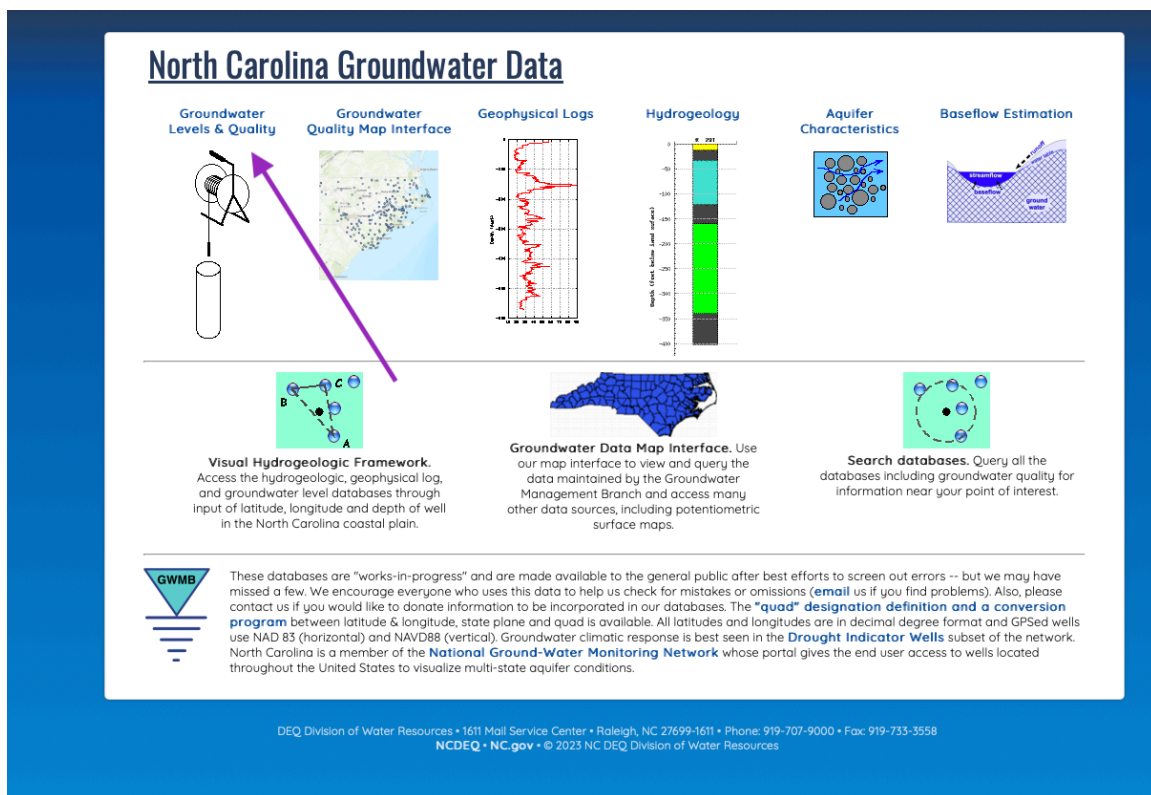 North Carolina Groundwater Data
Groundwater
Levels & Quality
Groundwater
Quality Map Interface
Geophysical Logs
Hydrogeology
Aquifer
Characteristics
Baseflow Estimation
Depth (feet below land surface)
runoff
water table
streamflow
baseflow
ground
water
B
C
A
Visual Hydrogeologic Framework.
Access the hydrogeologic, geophysical log,
and groundwater level databases through
input of latitude, longitude and depth of well
in the North Carolina coastal plain.
Groundwater Data Map Interface. Use
our map interface to view and query the
data maintained by the Groundwater
Management Branch and access many
other data sources, including potentiometric
surface maps.
Search databases. Query all the
databases including groundwater quality for
information near your point of interest.
GWMB
These databases are "works-in-progress" and are made available to the general public after best efforts to screen out errors -- but we may have
missed a few. We encourage everyone who uses this data to help us check for mistakes or omissions (email us if you find problems). Also, please
contact us if you would like to donate information to be incorporated in our databases. The "quad" designation definition and a conversion
program between latitude & longitude, state plane and quad is available. All latitudes and longitudes are in decimal degree format and GPSed wells
use NAD 83 (horizontal) and NAVD88 (vertical). Groundwater climatic response is best seen in the Drought Indicator Wells subset of the network.
North Carolina is a member of the National Ground-Water Monitoring Network whose portal gives the end user access to wells located
throughout the United States to visualize multi-state aquifer conditions.
DEQ Division of Water Resources • 1611 Mail Service Center • Raleigh, NC 27699-1611 • Phone: 919-707-9000 • Fax: 919-733-3558
NCDEQ • NC.gov • © 2023 NC DEQ Division of Water Resources